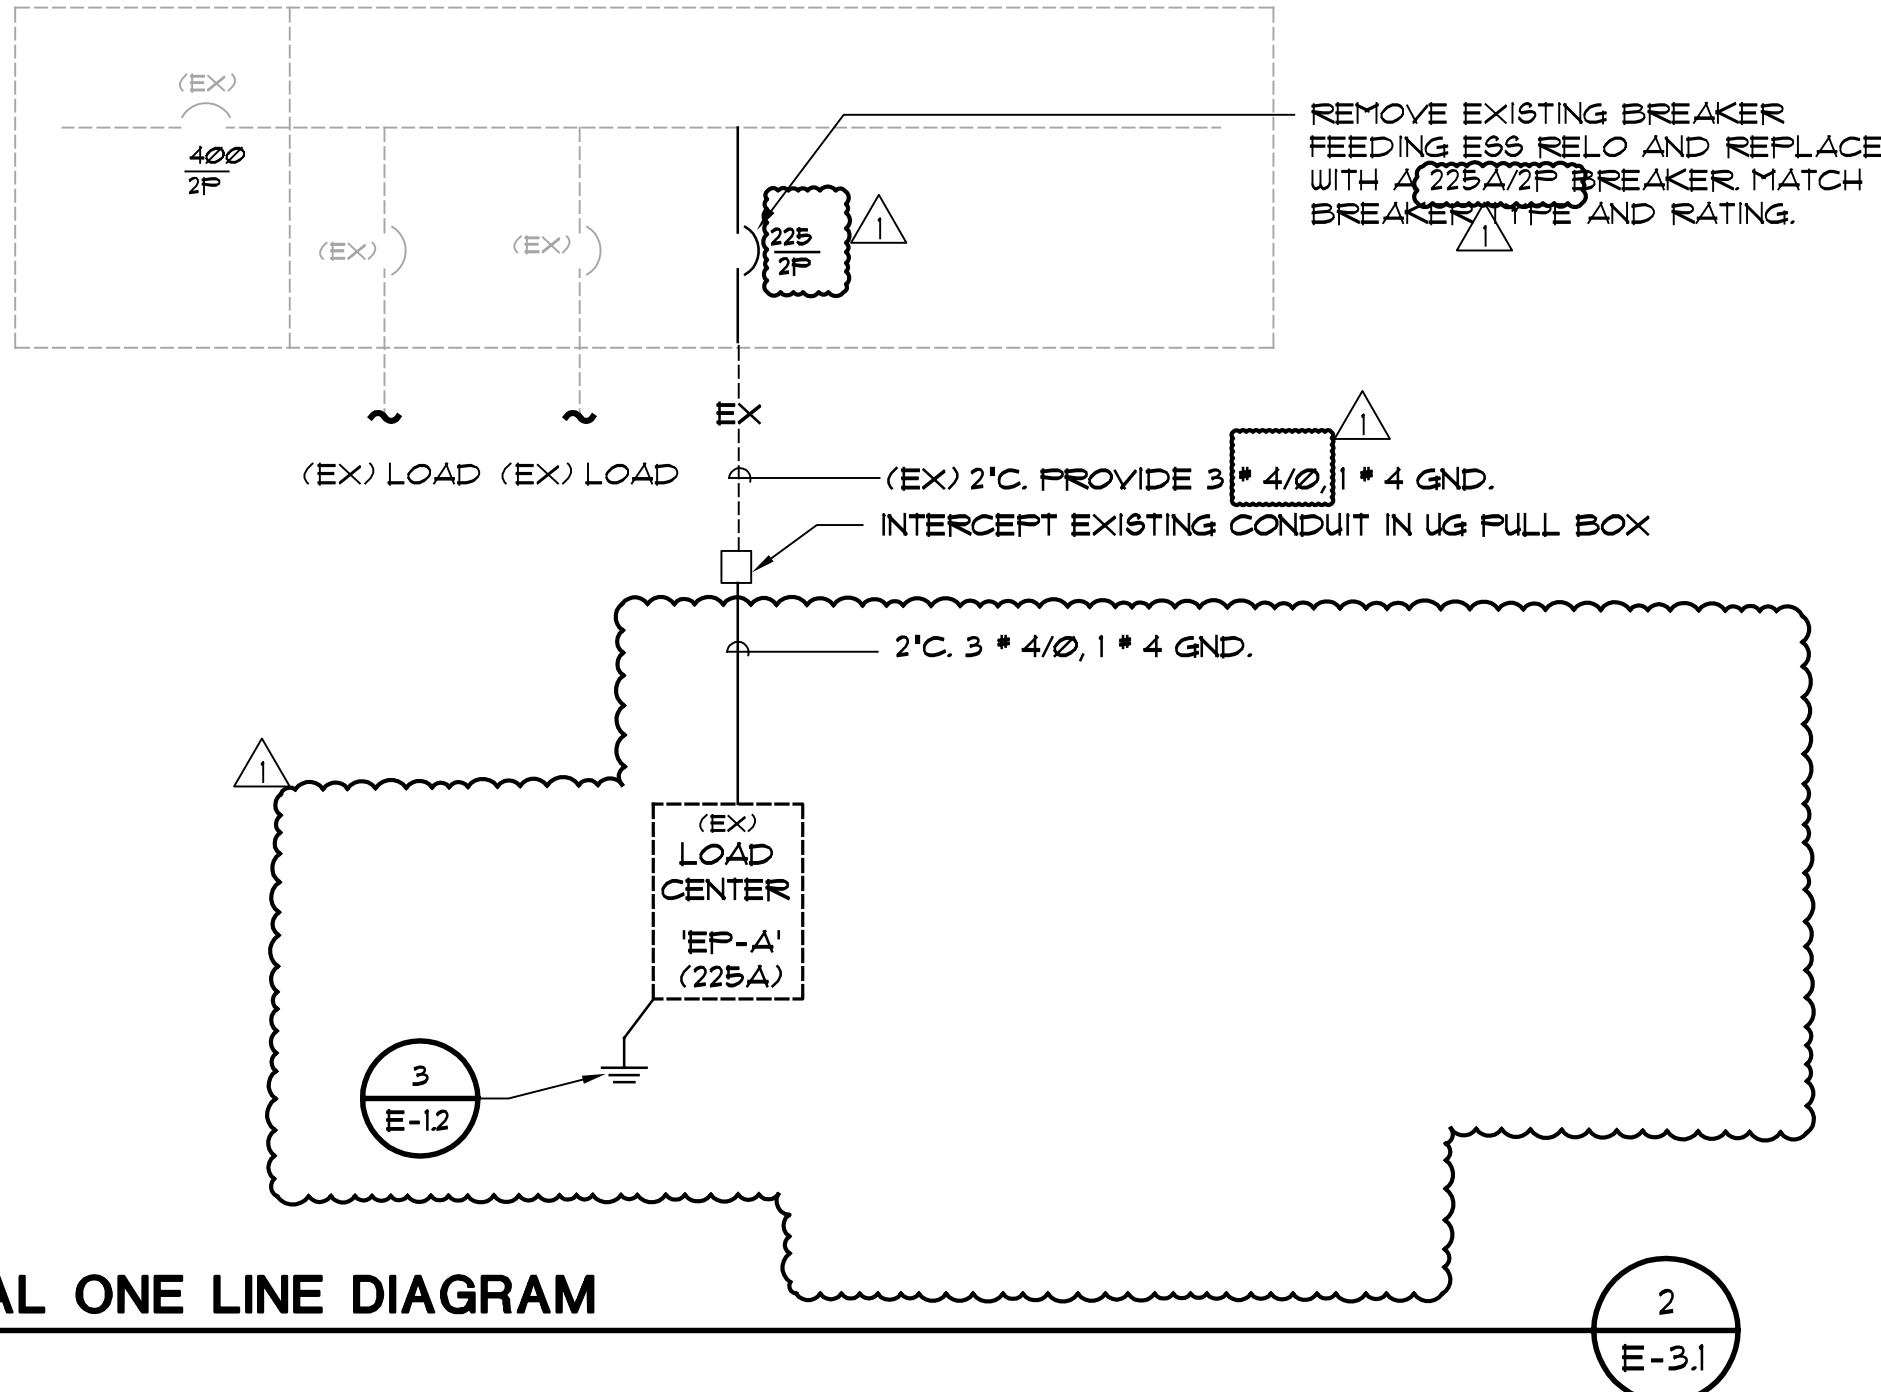 (EX)
400
2P
(EX)
(EX)
225
2P
1
REMOVE EXISTING BREAKER
FEEDING ESS RELO AND REPLACE
WITH A 225A/2P BREAKER. MATCH
BREAKER TYPE AND RATING.
1
EX
1
(EX) LOAD
(EX) LOAD
(EX) 2"C. PROVIDE 3 # 4/0, 1 # 4 GND.
INTERCEPT EXISTING CONDUIT IN UG PULL BOX
2"C. 3 # 4/0, 1 # 4 GND.
1
(EX)
LOAD
CENTER
'EP-A'
(225A)
3
E-1.2
AL ONE LINE DIAGRAM
2
E-3.1